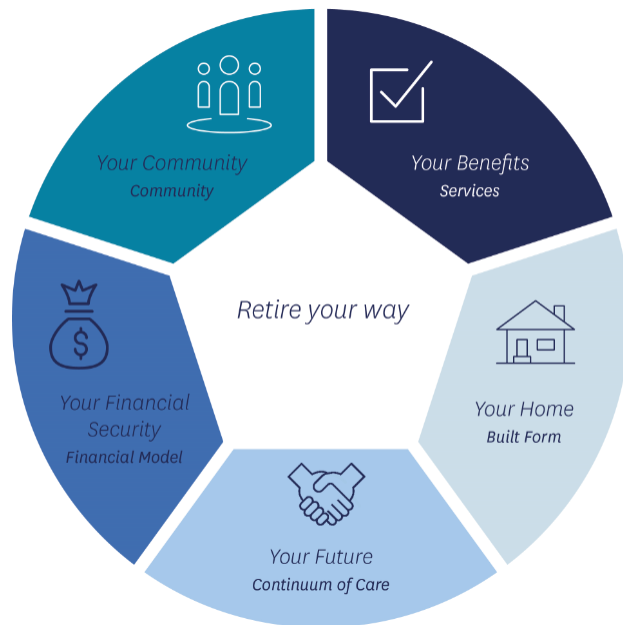 Your Community
Community
Your Benefits
Services
Retire your way
$
Your Financial
Security
Financial Model
Your Home
Built Form
Your Future
Continuum of Care